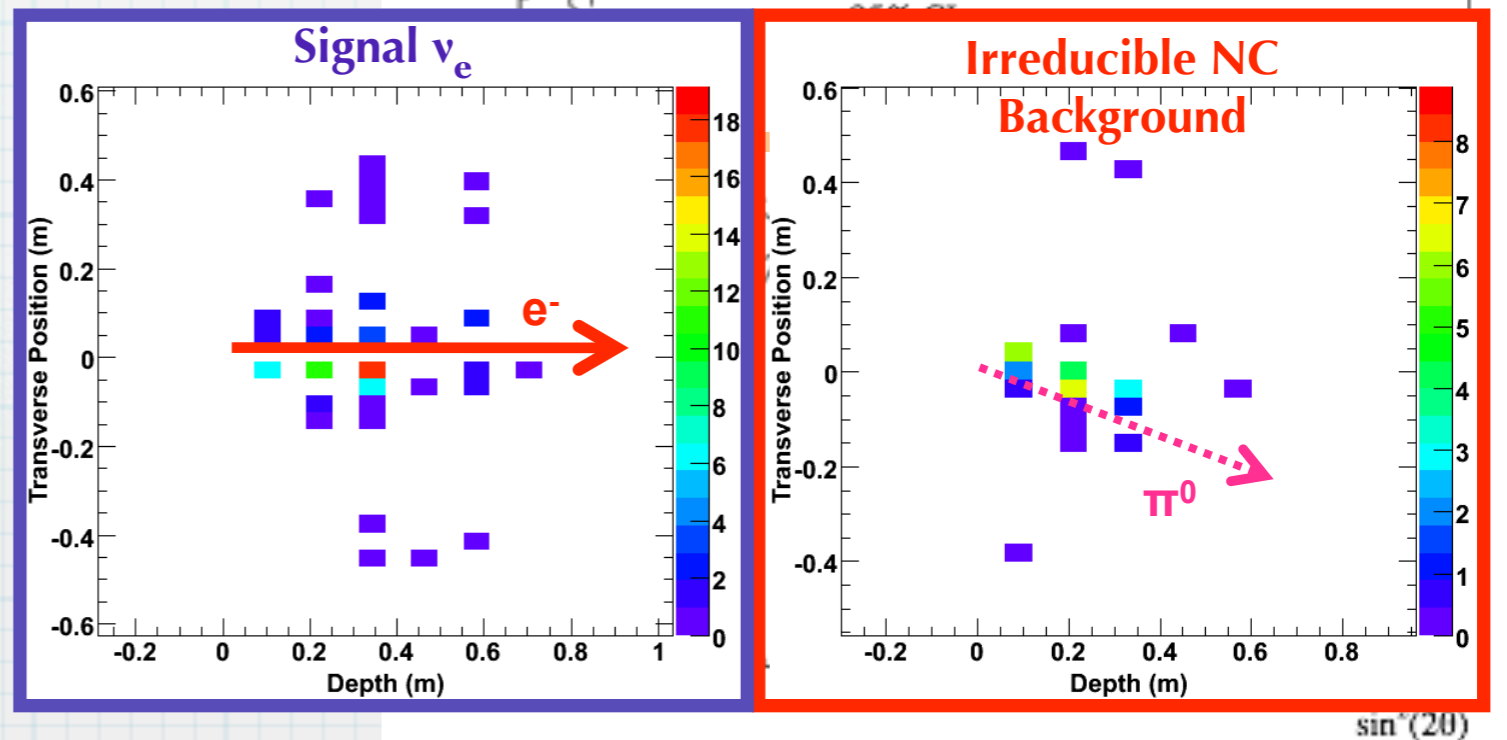 Signal νe
0.6
0.4
0.2
0
-0.2
-0.4
-0.6
Transverse Position (m)
e-
-0.2 0 0.2 0.4 0.6 0.8 1
Depth (m)
18
16
14
12
10
8
6
4
2
0
Irreducible NC
Background
0.6
0.4
0.2
0
-0.2
-0.4
Transverse Position (m)
π0
-0.2 0 0.2 0.4 0.6 0.8
Depth (m)
8
7
6
5
4
3
2
1
0